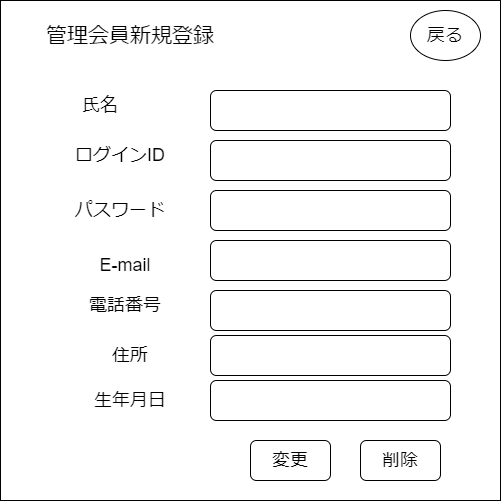 管理会員新規登録
戻る
氏名
ログインID
パスワード
E-mail
電話番号
住所
生年月日
変更
削除